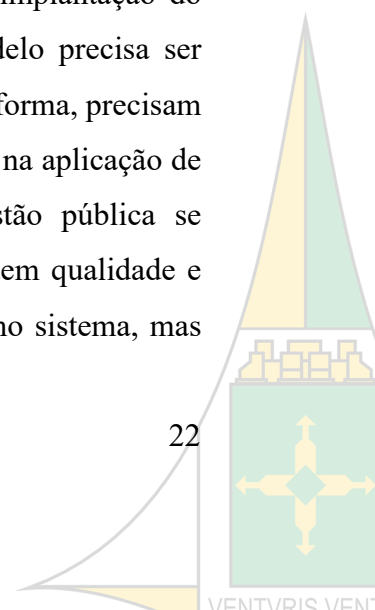 implantação do
delo precisa ser
forma, precisam
na aplicação de
stão pública se
em qualidade e
no sistema, mas
22
VENTVRIS VENT